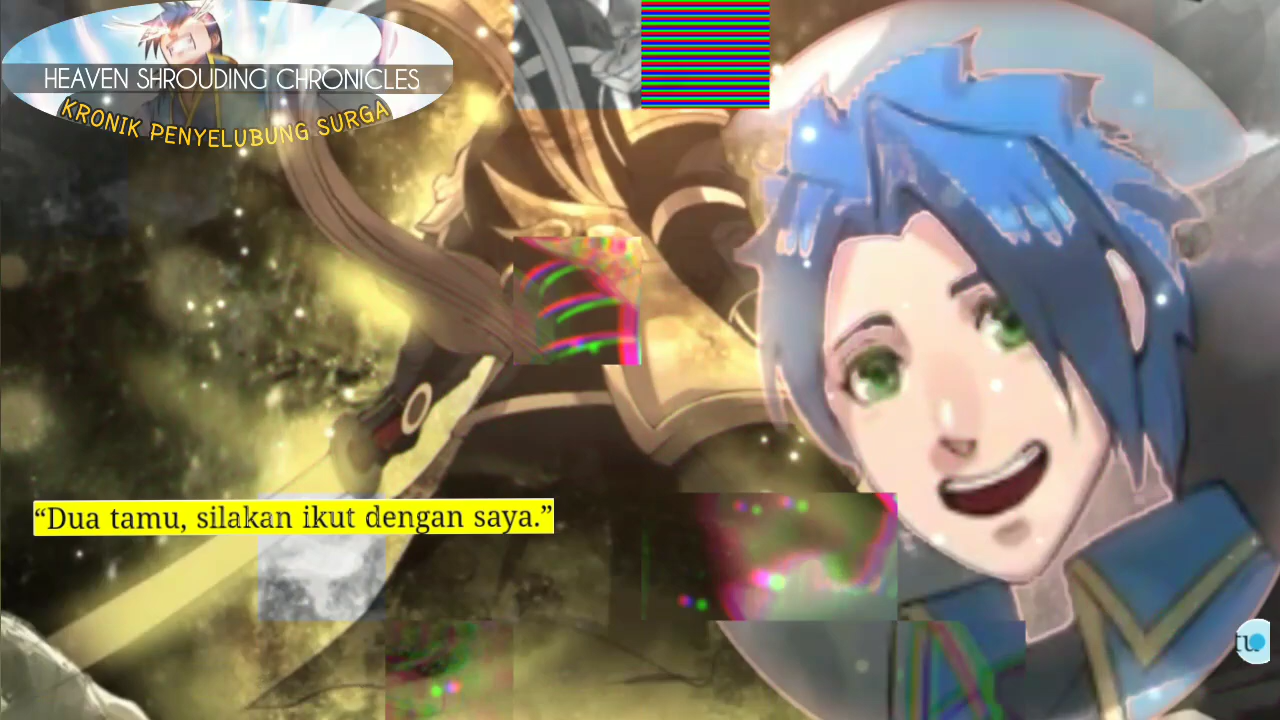 HEAVEN SHROUDING CHRONICLES
KRONIK PENYELUBUNG SURGA
“Dua tamu, silakan ikut dengan saya.”